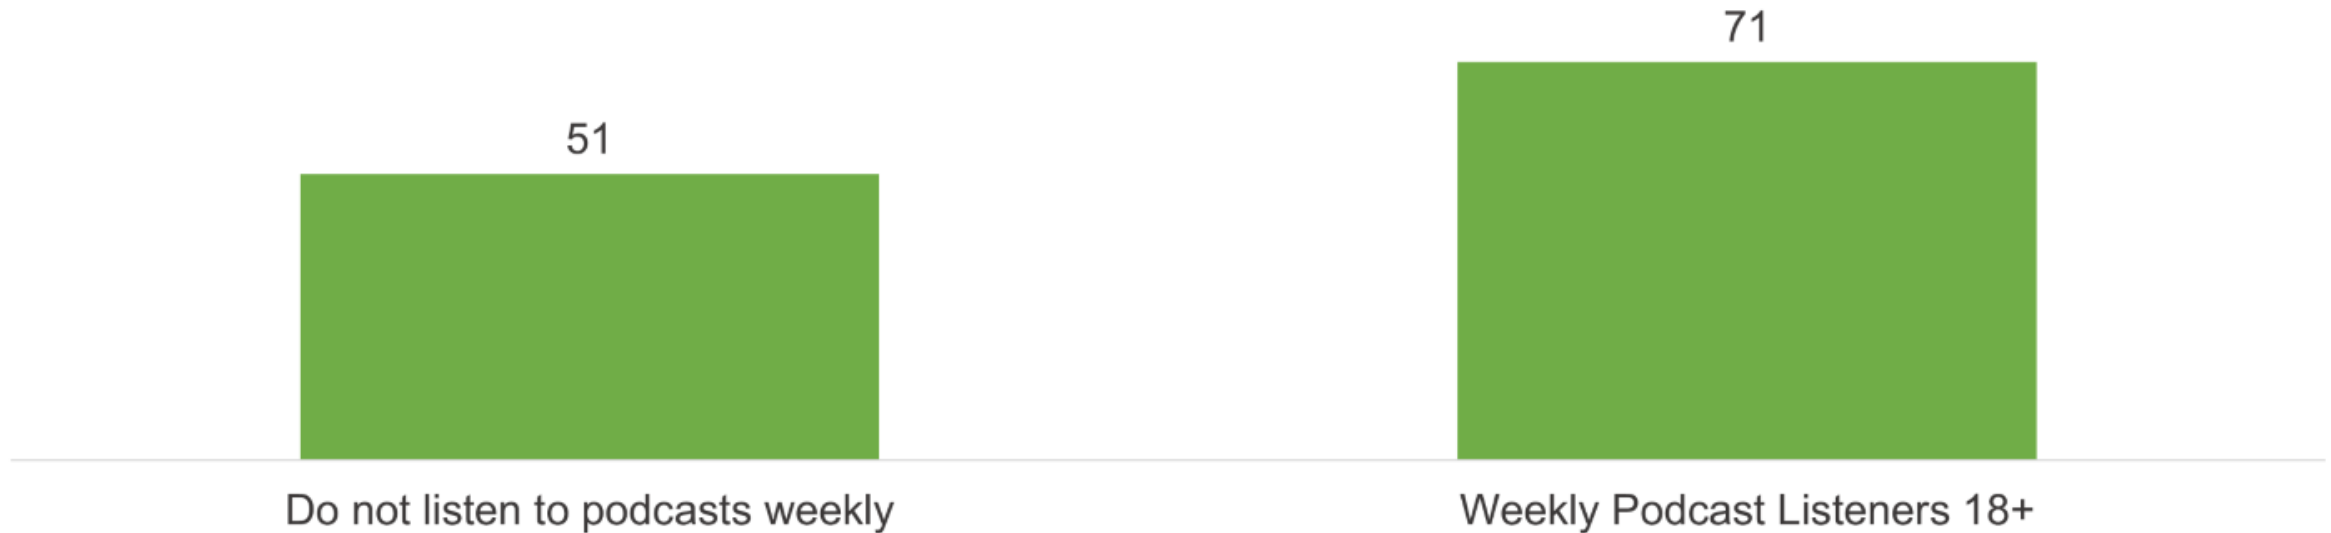 71
51
Do not listen to podcasts weekly
Weekly Podcast Listeners 18+